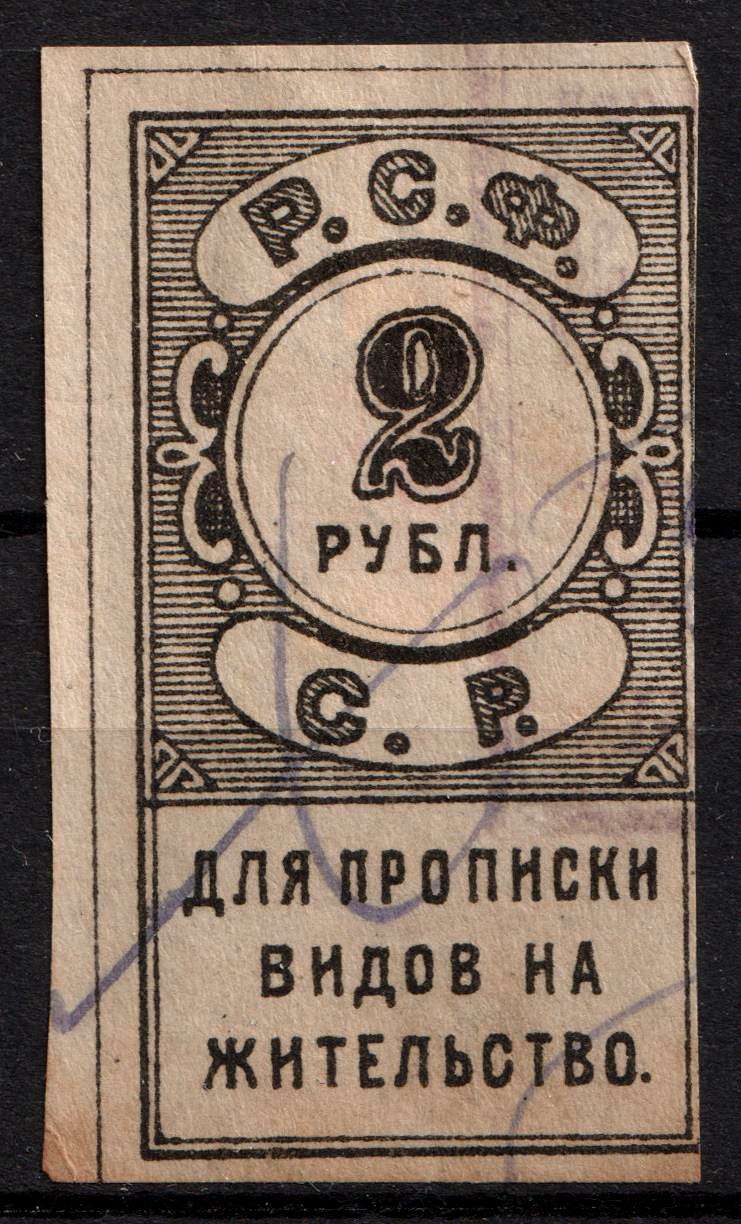 Р.С.Ф.
2
РУБЛ.
С.Р.
ДЛЯ ПРОПИСКИ
ВИДОВ НА
ЖИТЕЛЬСТВО.